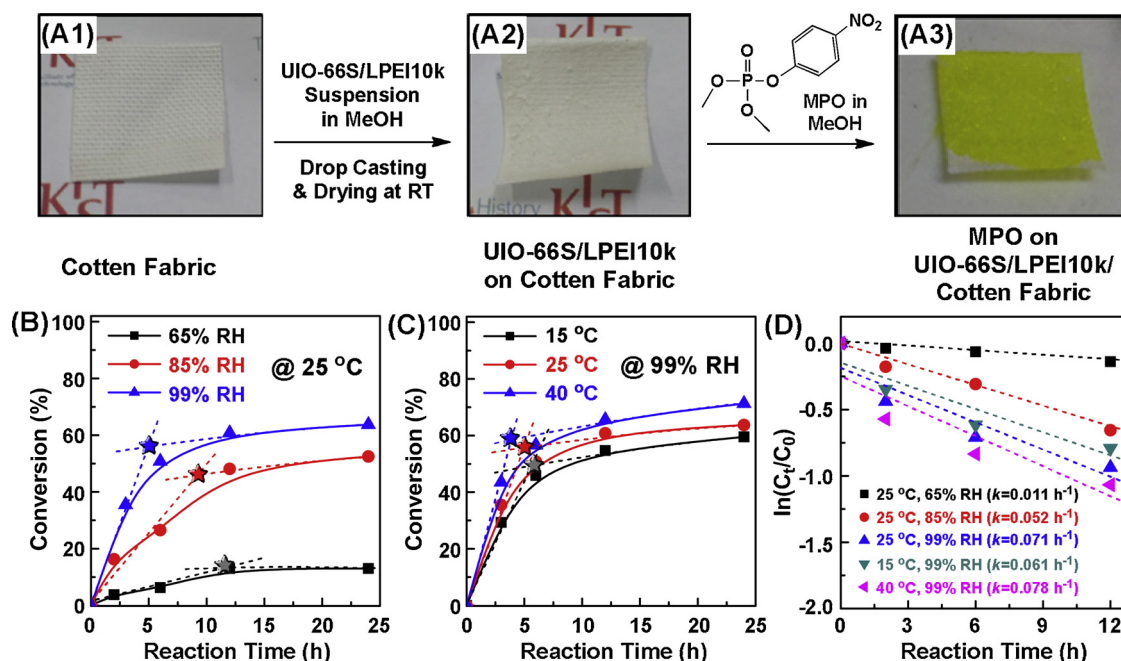 (A1)
UIO-66S/LPEI10k
Suspension
in MeOH
Drop Casting
& Drying at RT
(A2)
History
NO2
O
P
O
O
O
MPO in
MeOH
(A3)
Cotten Fabric
UIO-66S/LPEI10k
on Cotten Fabric
MPO on
UIO-66S/LPEI10k/
Cotten Fabric
(B)
100
80
60
40
20
0
Conversion (%)
65% RH
85% RH
99% RH
@ 25 °C
0 5 10 15 20 25
Reaction Time (h)
(C)
100
80
60
40
20
0
Conversion (%)
15 °C
25 °C
40 °C
@ 99% RH
0 5 10 15 20 25
Reaction Time (h)
(D)
0.0
-0.5
-1.0
-1.5
-2.0
ln(Ct/C0)
25 °C, 65% RH (k=0.011 h-1)
25 °C, 85% RH (k=0.052 h-1)
25 °C, 99% RH (k=0.071 h-1)
15 °C, 99% RH (k=0.061 h-1)
40 °C, 99% RH (k=0.078 h-1)
0 3 6 9 12
Reaction Time (h)